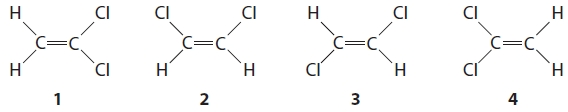 H Cl Cl Cl H Cl Cl H
C=C C=C C=C C=C
H Cl H H Cl H Cl H
1 2 3 4